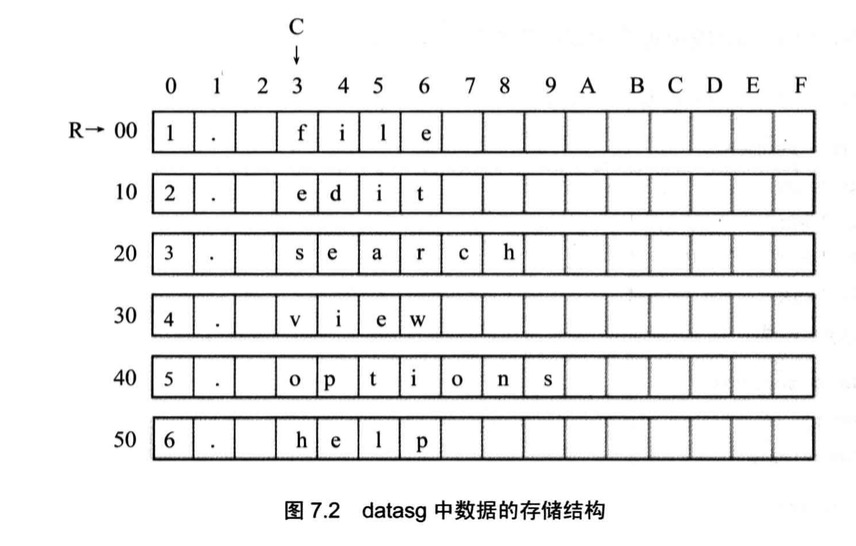 C
↓
0 1 2 3 4 5 6 7 8 9 A B C D E F
R→ 00 1 . f i l e
10 2 . e d i t
20 3 . s e a r c h
30 4 . v i e w
40 5 . o p t i o n s
50 6 . h e l p
图 7.2 datasg 中数据的存储结构